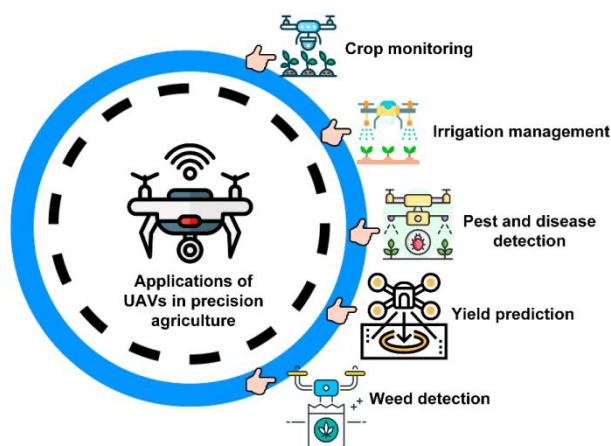 Crop monitoring
Irrigation management
Pest and disease
detection
Applications of
UAVs in precision
agriculture
Yield prediction
Weed detection